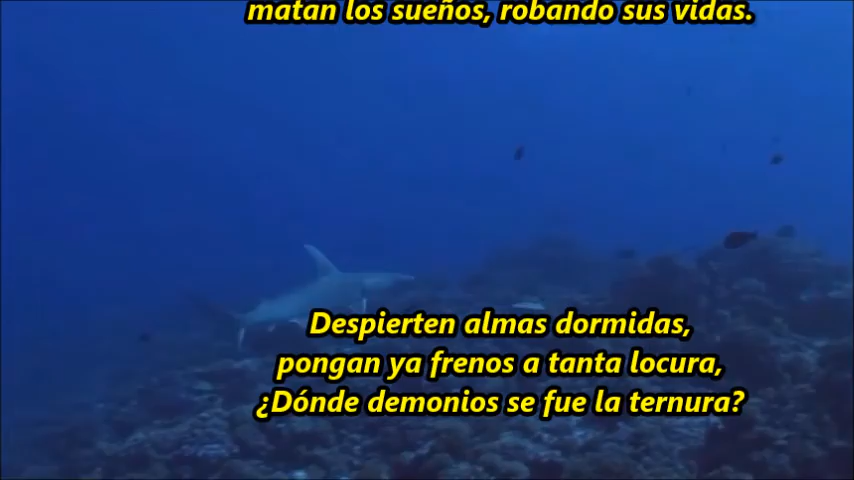 matan los sueños, robando sus vidas.
Despierten almas dormidas,
pongan ya frenos a tanta locura,
¿Dónde demonios se fue la ternura?